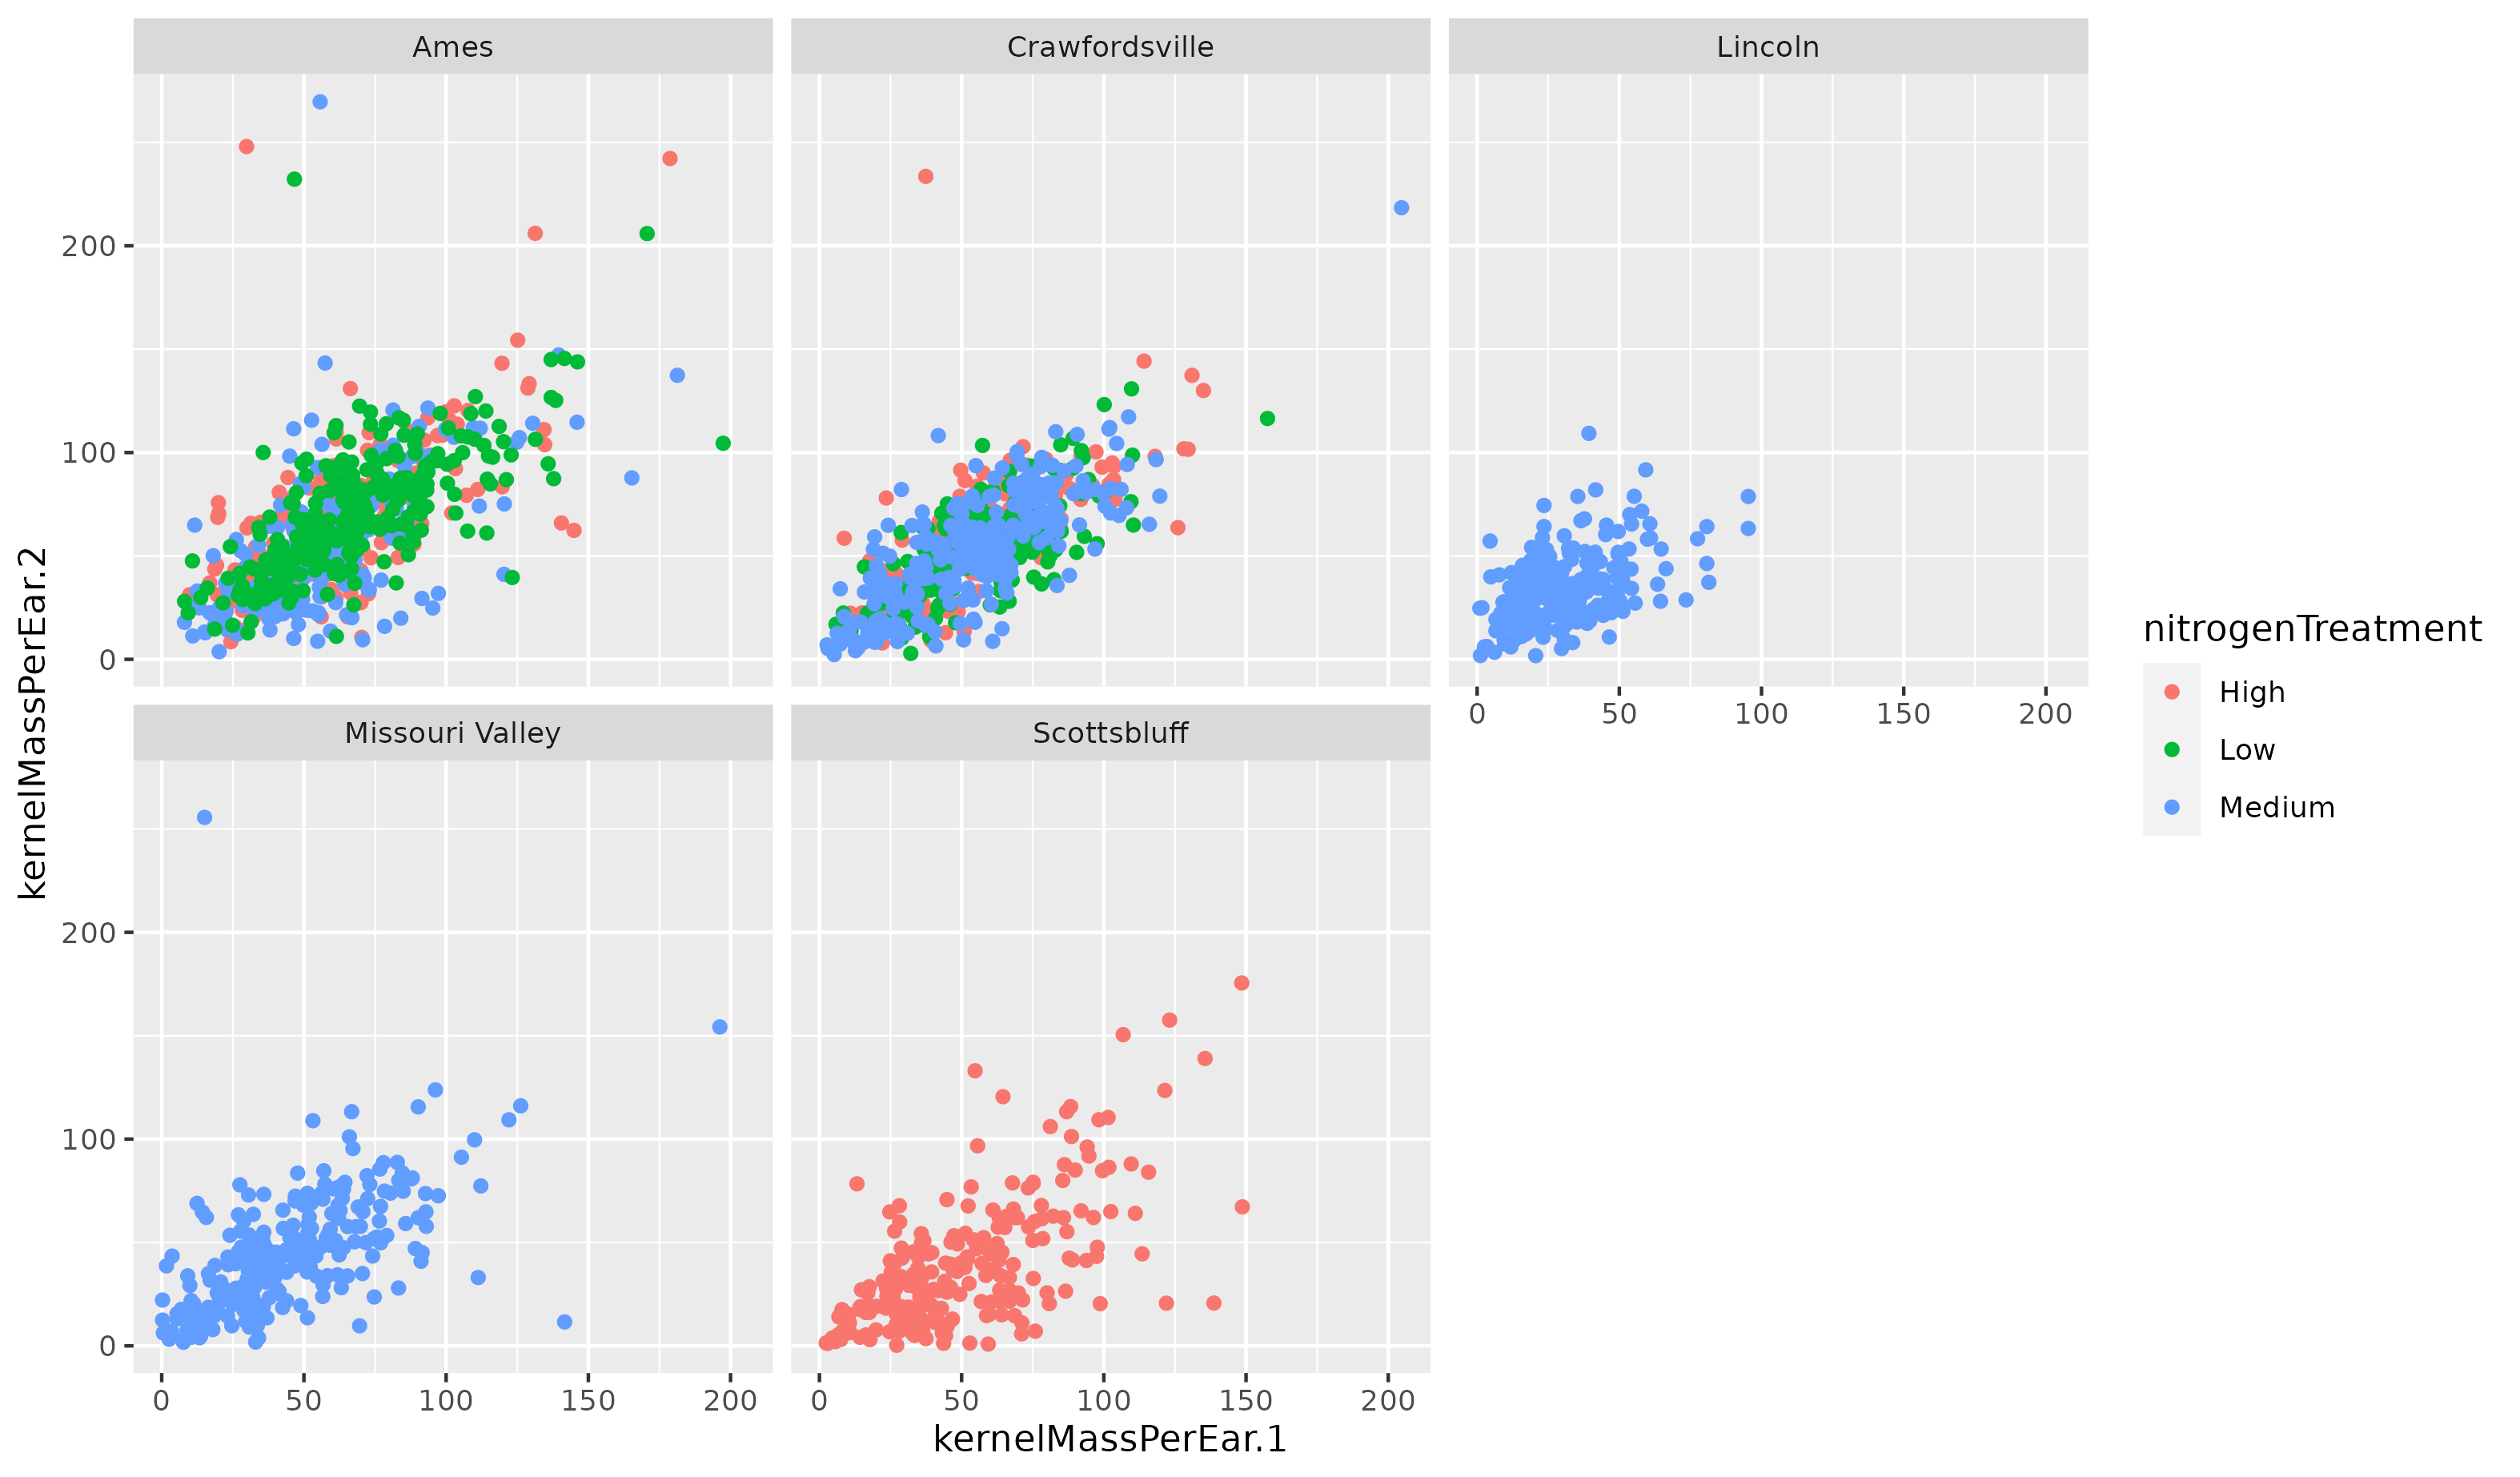 Ames
Crawfordsville
Lincoln
200
100
0
0 50 100 150 200
Missouri Valley
Scottsbluff
200
100
0
0 50 100 150 200
0 50 100 150 200
kernelMassPerEar.2
kernelMassPerEar.1
nitrogenTreatment
High
Low
Medium